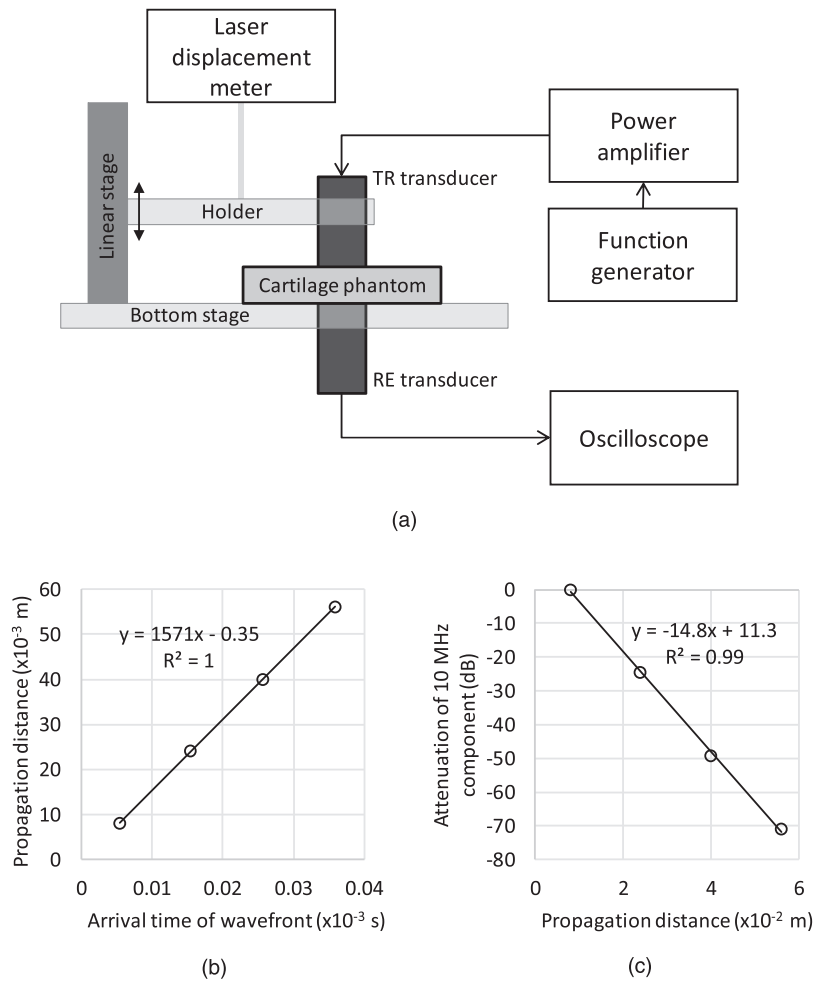 Laser
displacement
meter
Power
amplifier
TR transducer
Linear stage
Holder
Function
generator
Cartilage phantom
Bottom stage
RE transducer
Oscilloscope
(a)
Propagation distance (x10⁻³ m)
60
50
40
30
20
10
0
y = 1571x - 0.35
R² = 1
0 0.01 0.02 0.03 0.04
Arrival time of wavefront (x10⁻³ s)
(b)
Attenuation of 10 MHz
component (dB)
0
-10
-20
-30
-40
-50
-60
-70
-80
y = -14.8x + 11.3
R² = 0.99
0 2 4 6
Propagation distance (x10⁻² m)
(c)